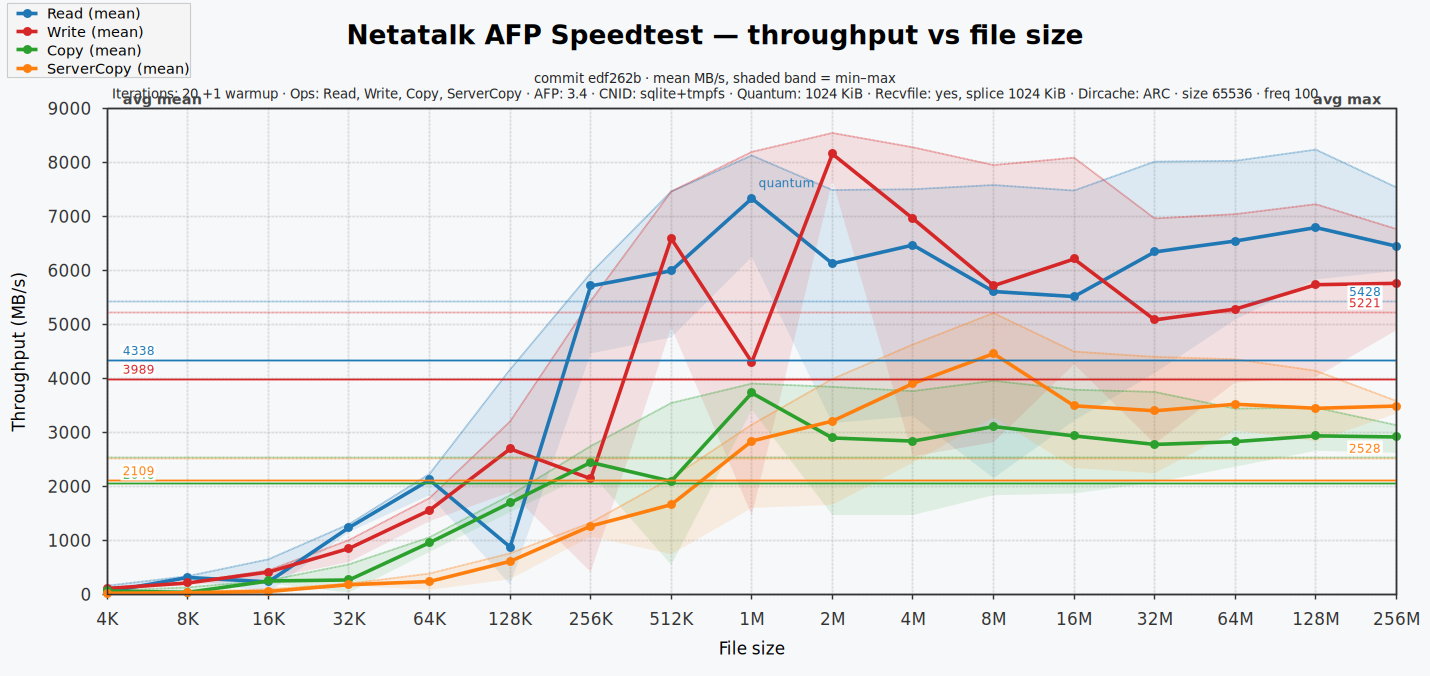 Read (mean)
Write (mean)
Copy (mean)
ServerCopy (mean)
Netatalk AFP Speedtest — throughput vs file size
commit edf262b · mean MB/s, shaded band = min–max
Iterations: 20 +1 warmup · Ops: Read, Write, Copy, ServerCopy · AFP: 3.4 · CNID: sqlite+tmpfs · Quantum: 1024 KiB · Recvfile: yes, splice 1024 KiB · Dircache: ARC · size 65536 · freq 100
avg mean
avg max
9000
8000
7000
6000
5000
4000
3000
2000
1000
0
Throughput (MB/s)
quantum
5428
5221
4338
3989
2528
2109
4K 8K 16K 32K 64K 128K 256K 512K 1M 2M 4M 8M 16M 32M 64M 128M 256M
File size